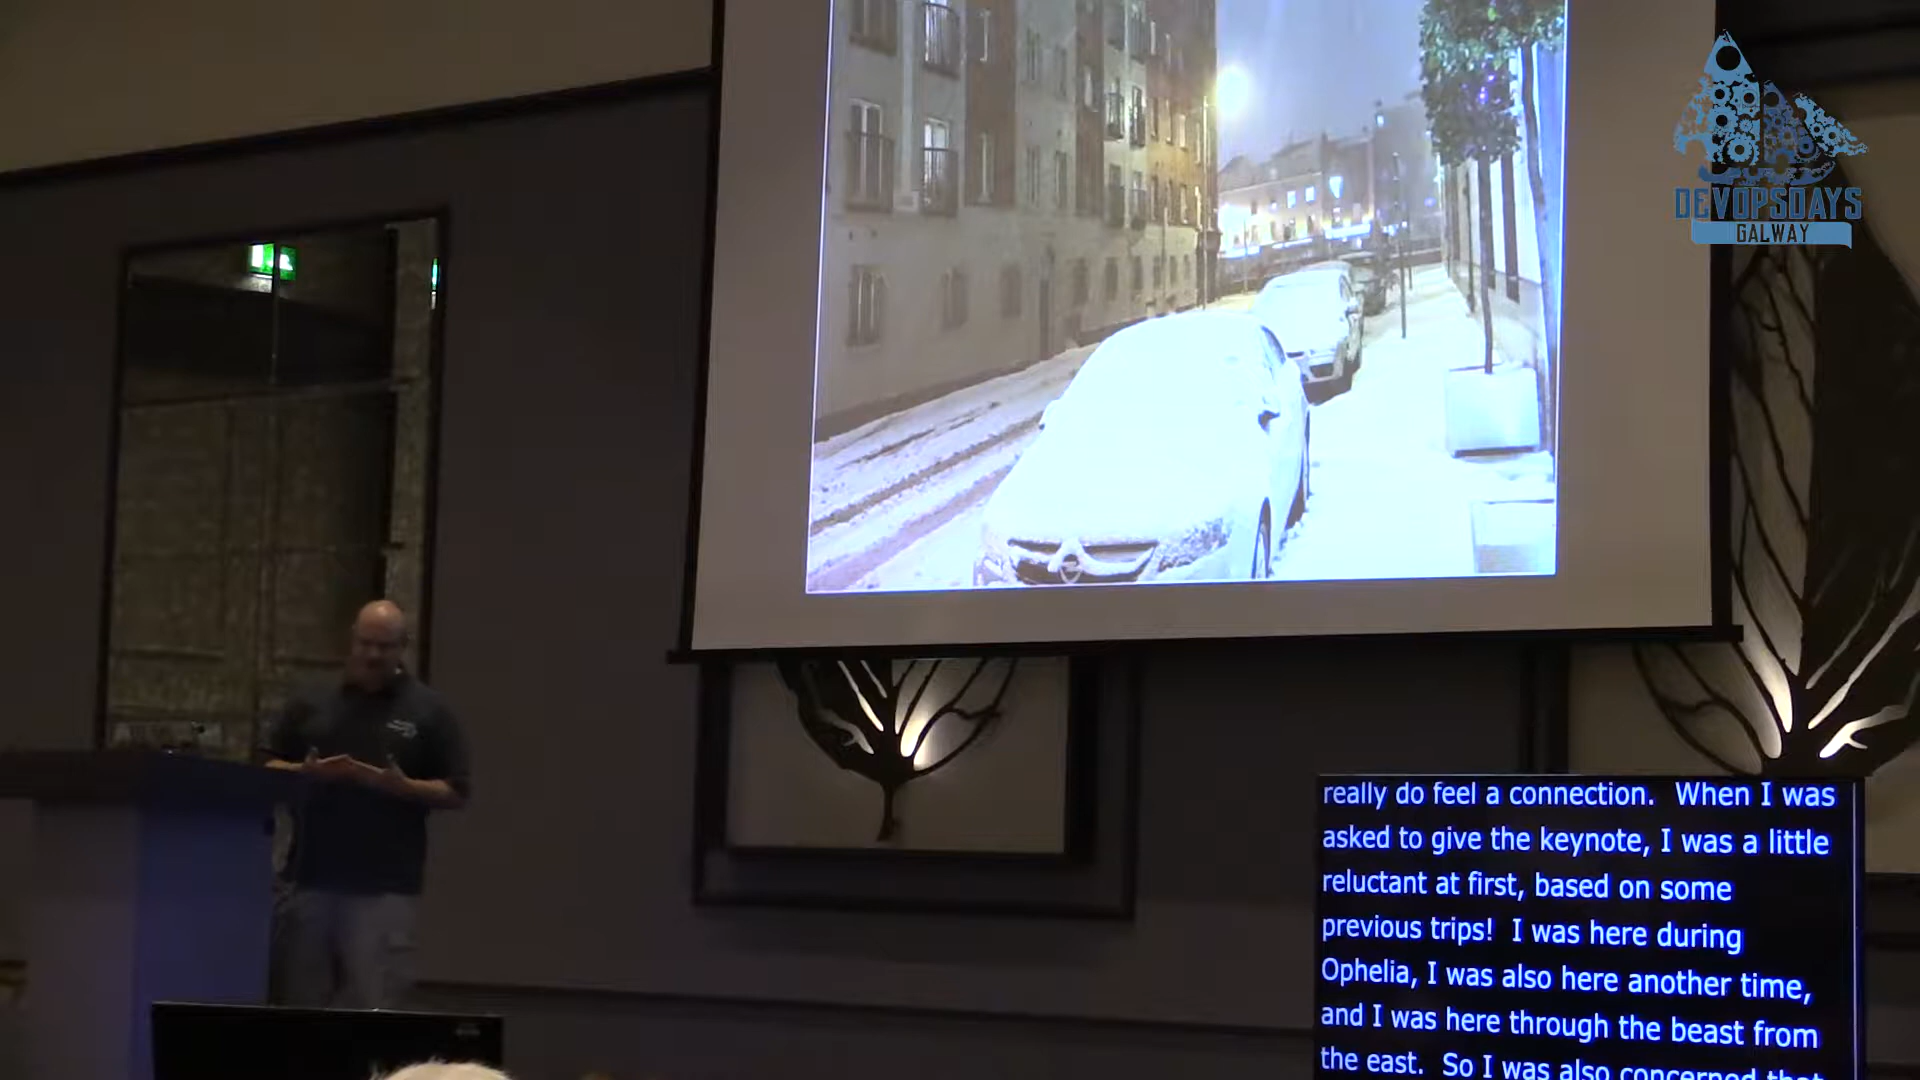 DEVOPSDAYS
GALWAY
really do feel a connection.  When I was
asked to give the keynote, I was a little
reluctant at first, based on some
previous trips!  I was here during
Ophelia, I was also here another time,
and I was here through the beast from
the east.  So I was also concerned that